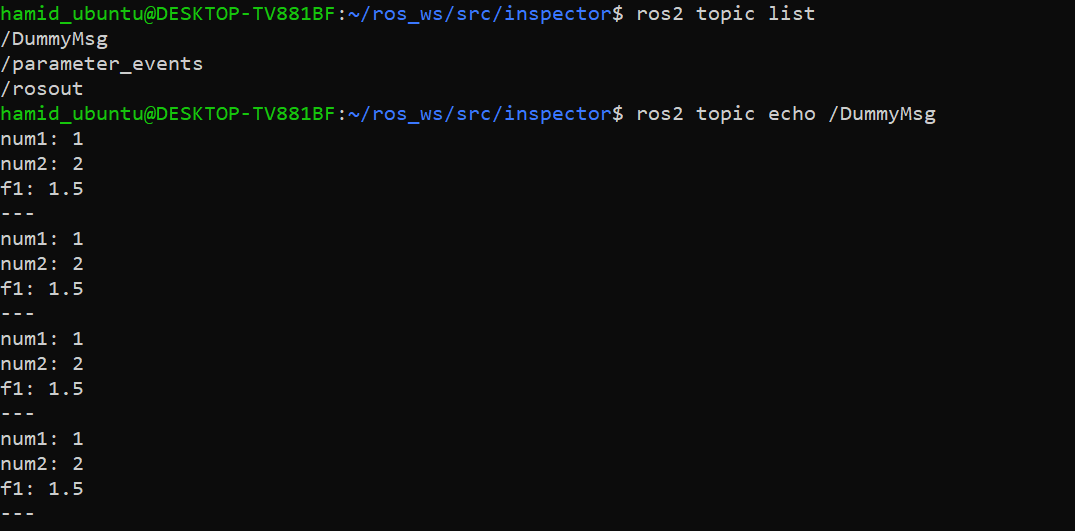 hamid_ubuntu@DESKTOP-TV881BF:~/ros_ws/src/inspector$ ros2 topic list
/DummyMsg
/parameter_events
/rosout
hamid_ubuntu@DESKTOP-TV881BF:~/ros_ws/src/inspector$ ros2 topic echo /DummyMsg
num1: 1
num2: 2
f1: 1.5
---
num1: 1
num2: 2
f1: 1.5
---
num1: 1
num2: 2
f1: 1.5
---
num1: 1
num2: 2
f1: 1.5
---